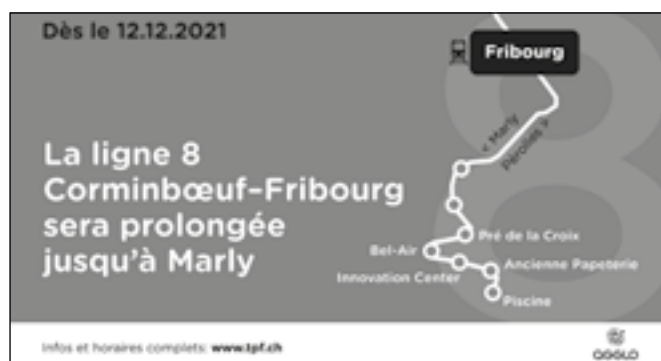 Dès le 12.12.2021
Fribourg
< Marly
Pérolles >
La ligne 8
Corminbœuf-Fribourg
sera prolongée
jusqu'à Marly
8
Pré de la Croix
Bel-Air
Ancienne Papeterie
Innovation Center
Piscine
Infos et horaires complets: www.tpf.ch
AGGLO